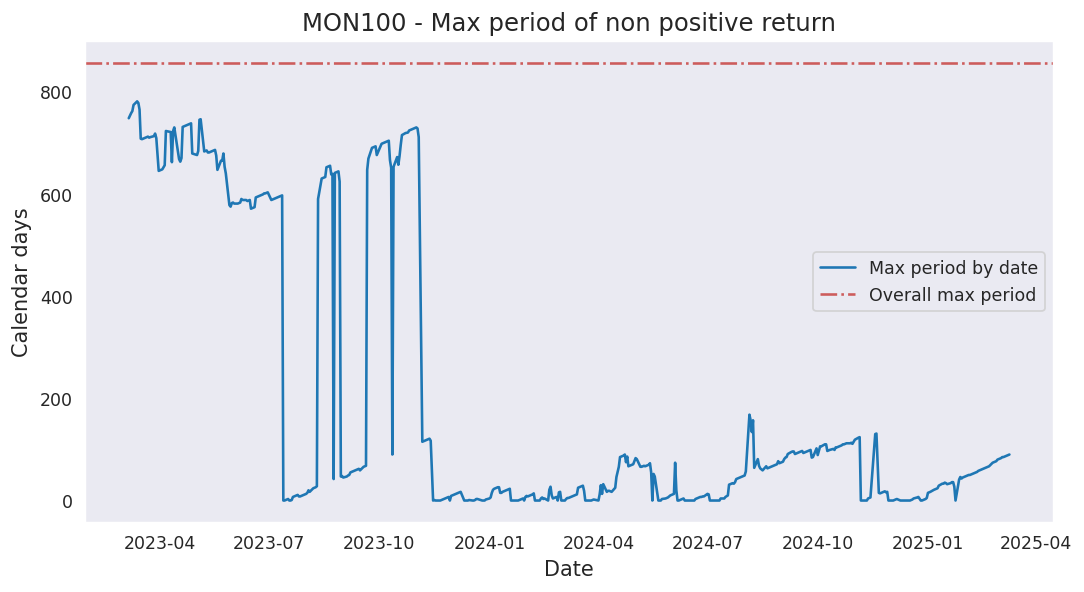 MON100 - Max period of non positive return
Calendar days
800
600
400
200
0
Max period by date
Overall max period
2023-04 2023-07 2023-10 2024-01 2024-04 2024-07 2024-10 2025-01 2025-04
Date